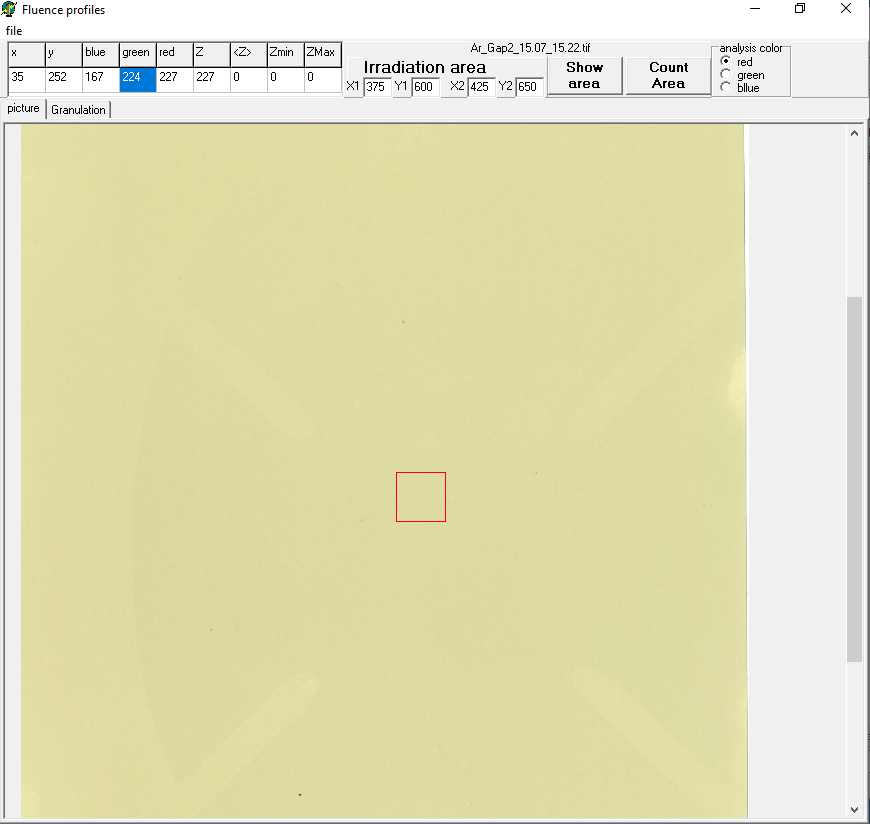 Fluence profiles
file
x y blue green red Z <Z> Zmin ZMax
35 252 167 224 227 227 0 0 0
Ar_Gap2_15.07_15.22.tif
Irradiation area
X1 375 Y1 600 X2 425 Y2 650
Show area
Count Area
analysis color
red
green
bllue
picture Granulation